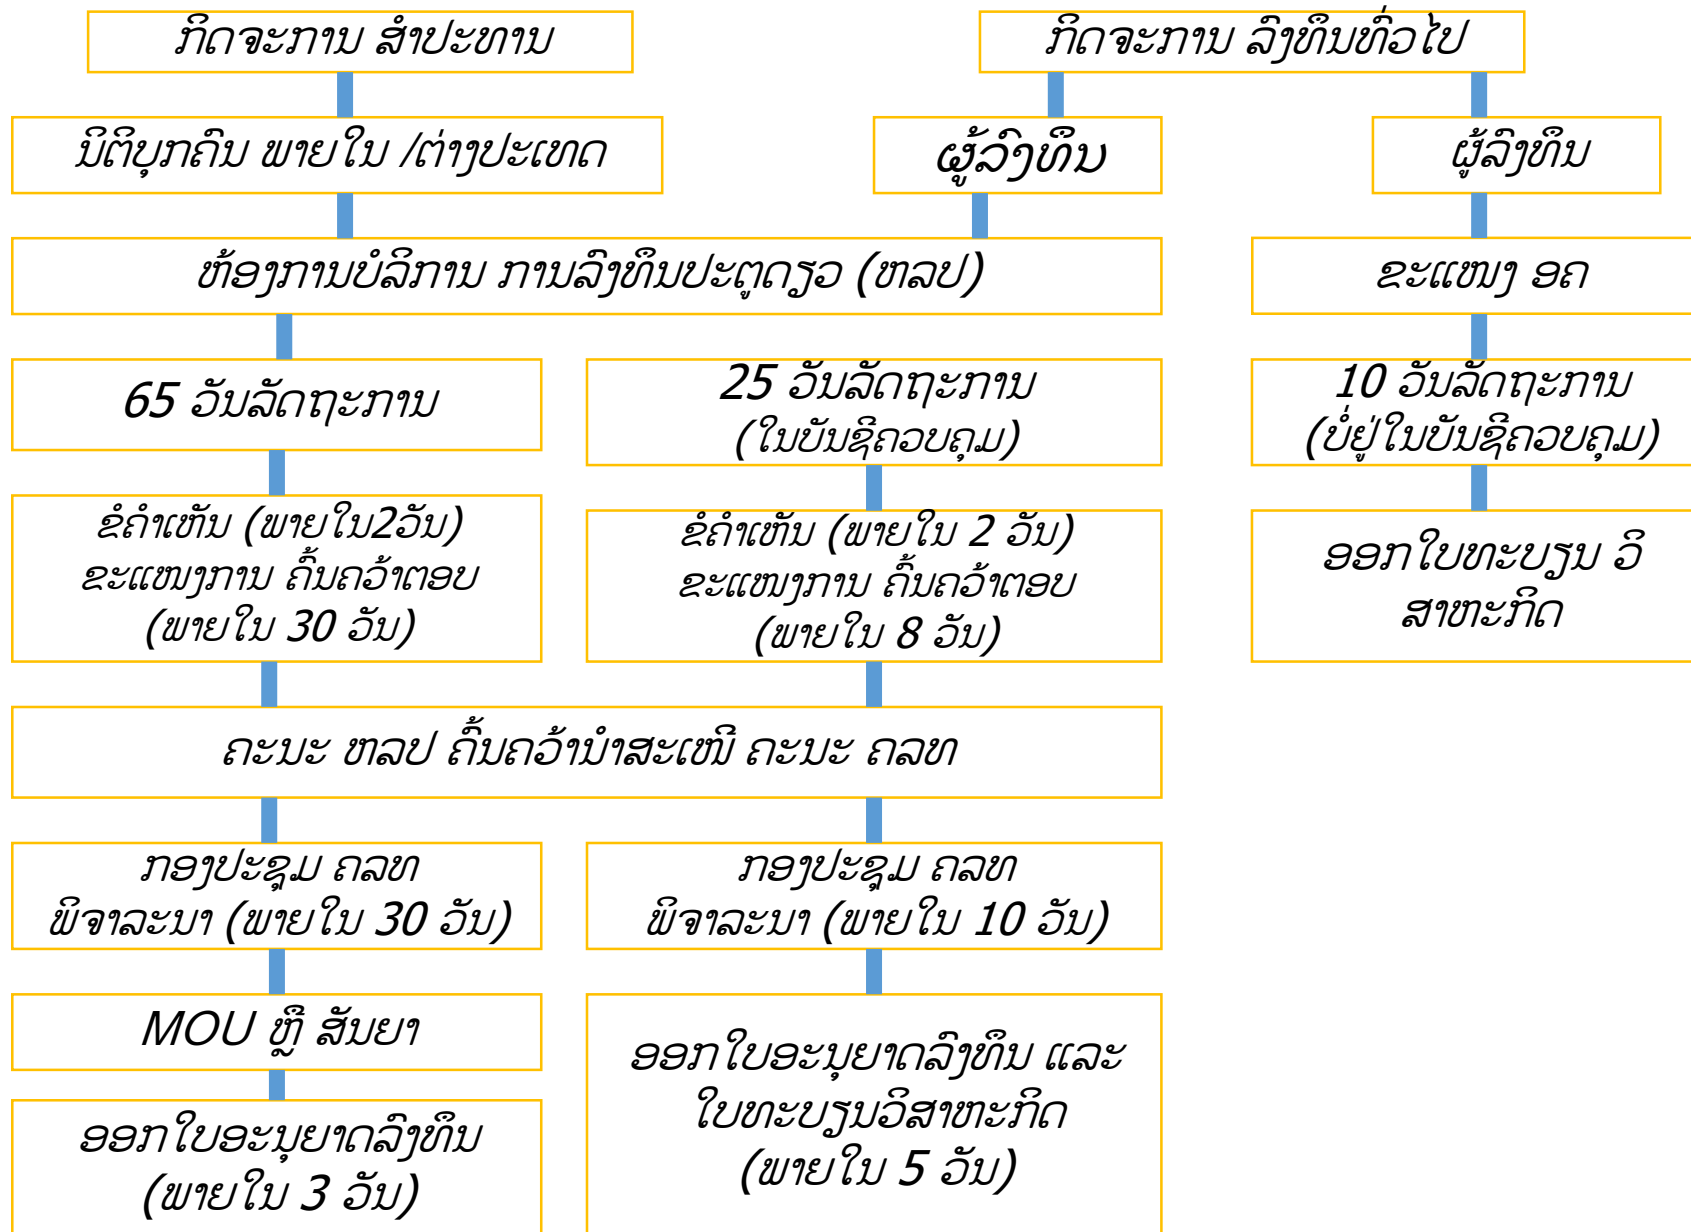 ກິດຈະການ ສຳປະທານ
ກິດຈະການ ລົງທຶນທົ່ວໄປ
ນິຕິບຸກຄົນ ພາຍໃນ /ຕ່າງປະເທດ
ຜູ້ລົງທຶນ
ຜູ້ລົງທຶນ
ຫ້ອງການບໍລິການ ການລົງທຶນປະຕູດຽວ (ຫລປ)
ຂະແໜງ ອຄ
65 ວັນລັດຖະການ
25 ວັນລັດຖະການ
(ໃນບັນຊີຄວບຄຸມ)
10 ວັນລັດຖະການ
(ບໍ່ຢູ່ໃນບັນຊີຄວບຄຸມ)
ຂໍຄຳເຫັນ (ພາຍໃນ2ວັນ)
ຂະແໜງການ ຄົ້ນຄວ້າຕອບ
(ພາຍໃນ 30 ວັນ)
ຂໍຄຳເຫັນ (ພາຍໃນ 2 ວັນ)
ຂະແໜງການ ຄົ້ນຄວ້າຕອບ
(ພາຍໃນ 8 ວັນ)
ອອກໃບທະບຽນ ວິ
ສາຫະກິດ
ຄະນະ ຫລປ ຄົ້ນຄວ້ານຳສະເໜີ ຄະນະ ຄລທ
ກອງປະຊຸມ ຄລທ
ພິຈາລະນາ (ພາຍໃນ 30 ວັນ)
ກອງປະຊຸມ ຄລທ
ພິຈາລະນາ (ພາຍໃນ 10 ວັນ)
MOU ຫຼື ສັນຍາ
ອອກໃບອະນຸຍາດລົງທຶນ
(ພາຍໃນ 3 ວັນ)
ອອກໃບອະນຸຍາດລົງທຶນ ແລະ
ໃບທະບຽນວິສາຫະກິດ
(ພາຍໃນ 5 ວັນ)